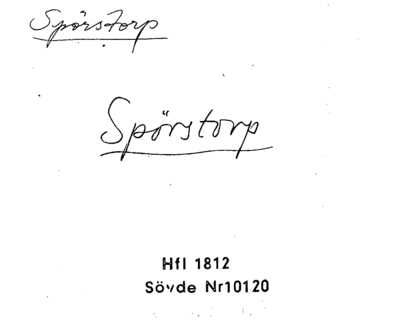 Spörstorp
Spörstorp
Hfl 1812
Sövde Nr10120